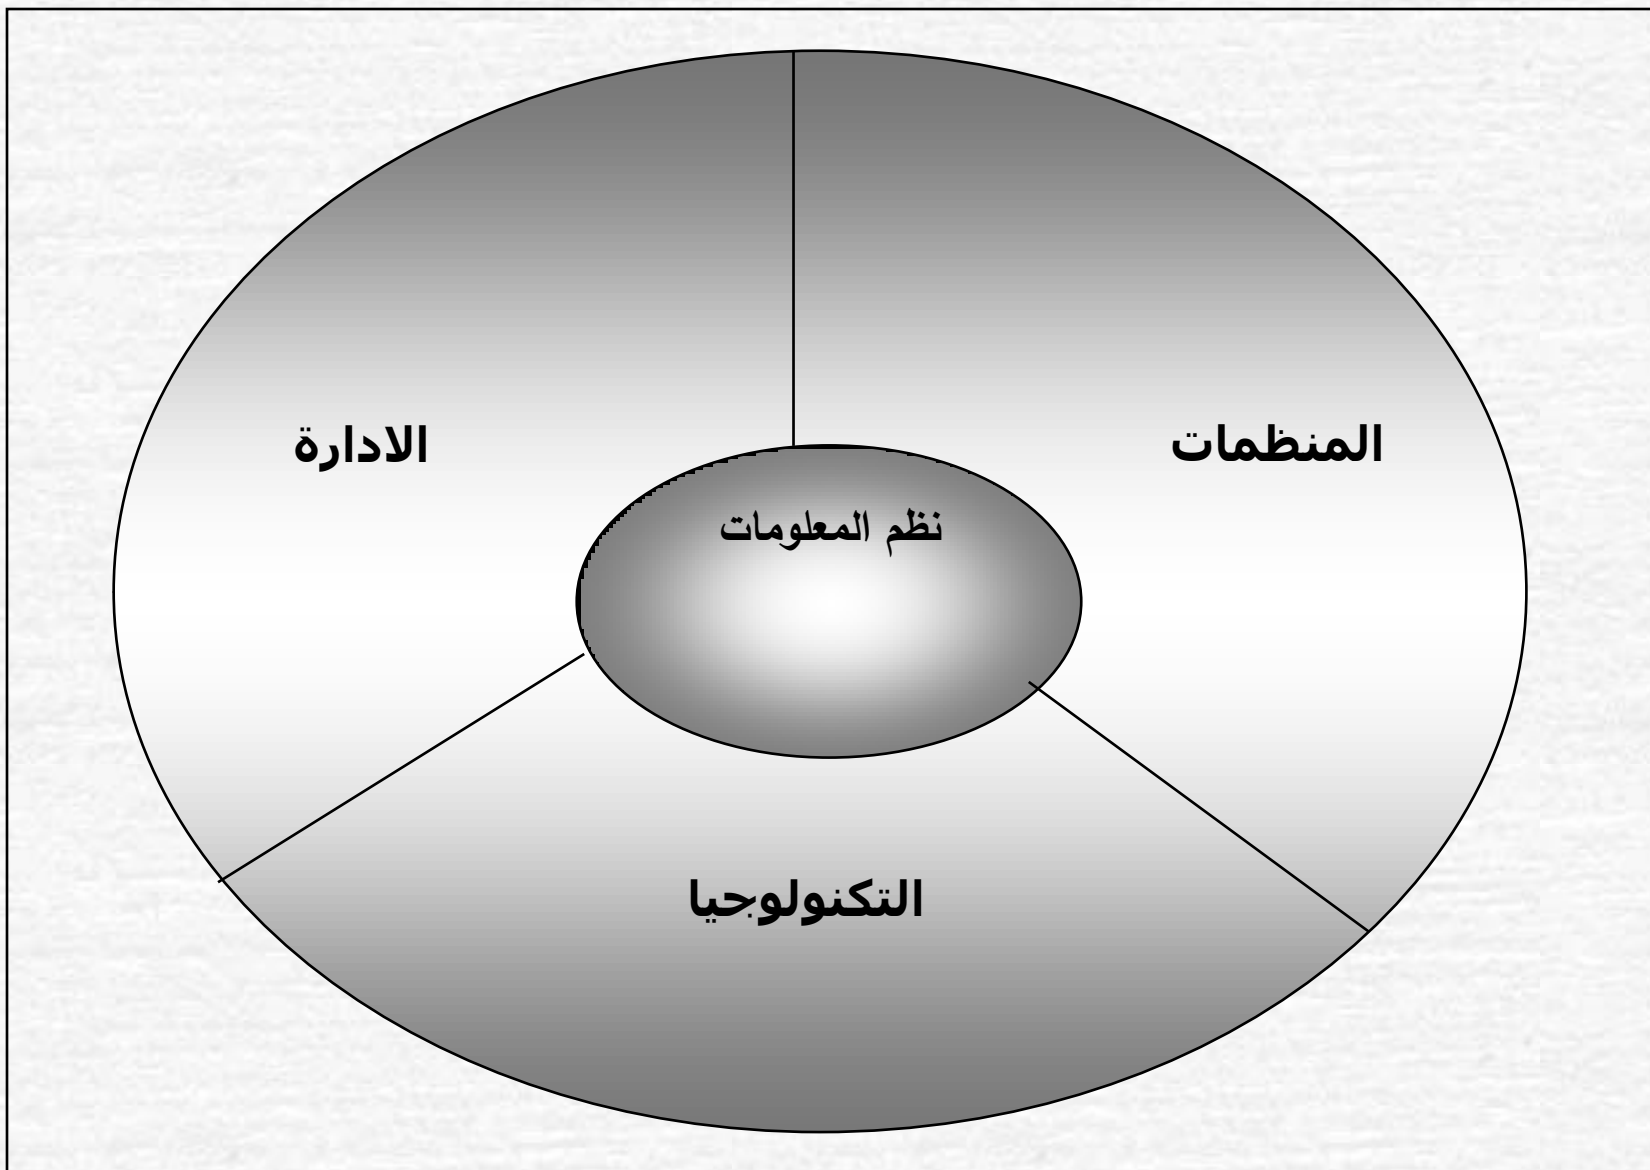 المنظمات
الادارة
نظم المعلومات
التكنولوجيا